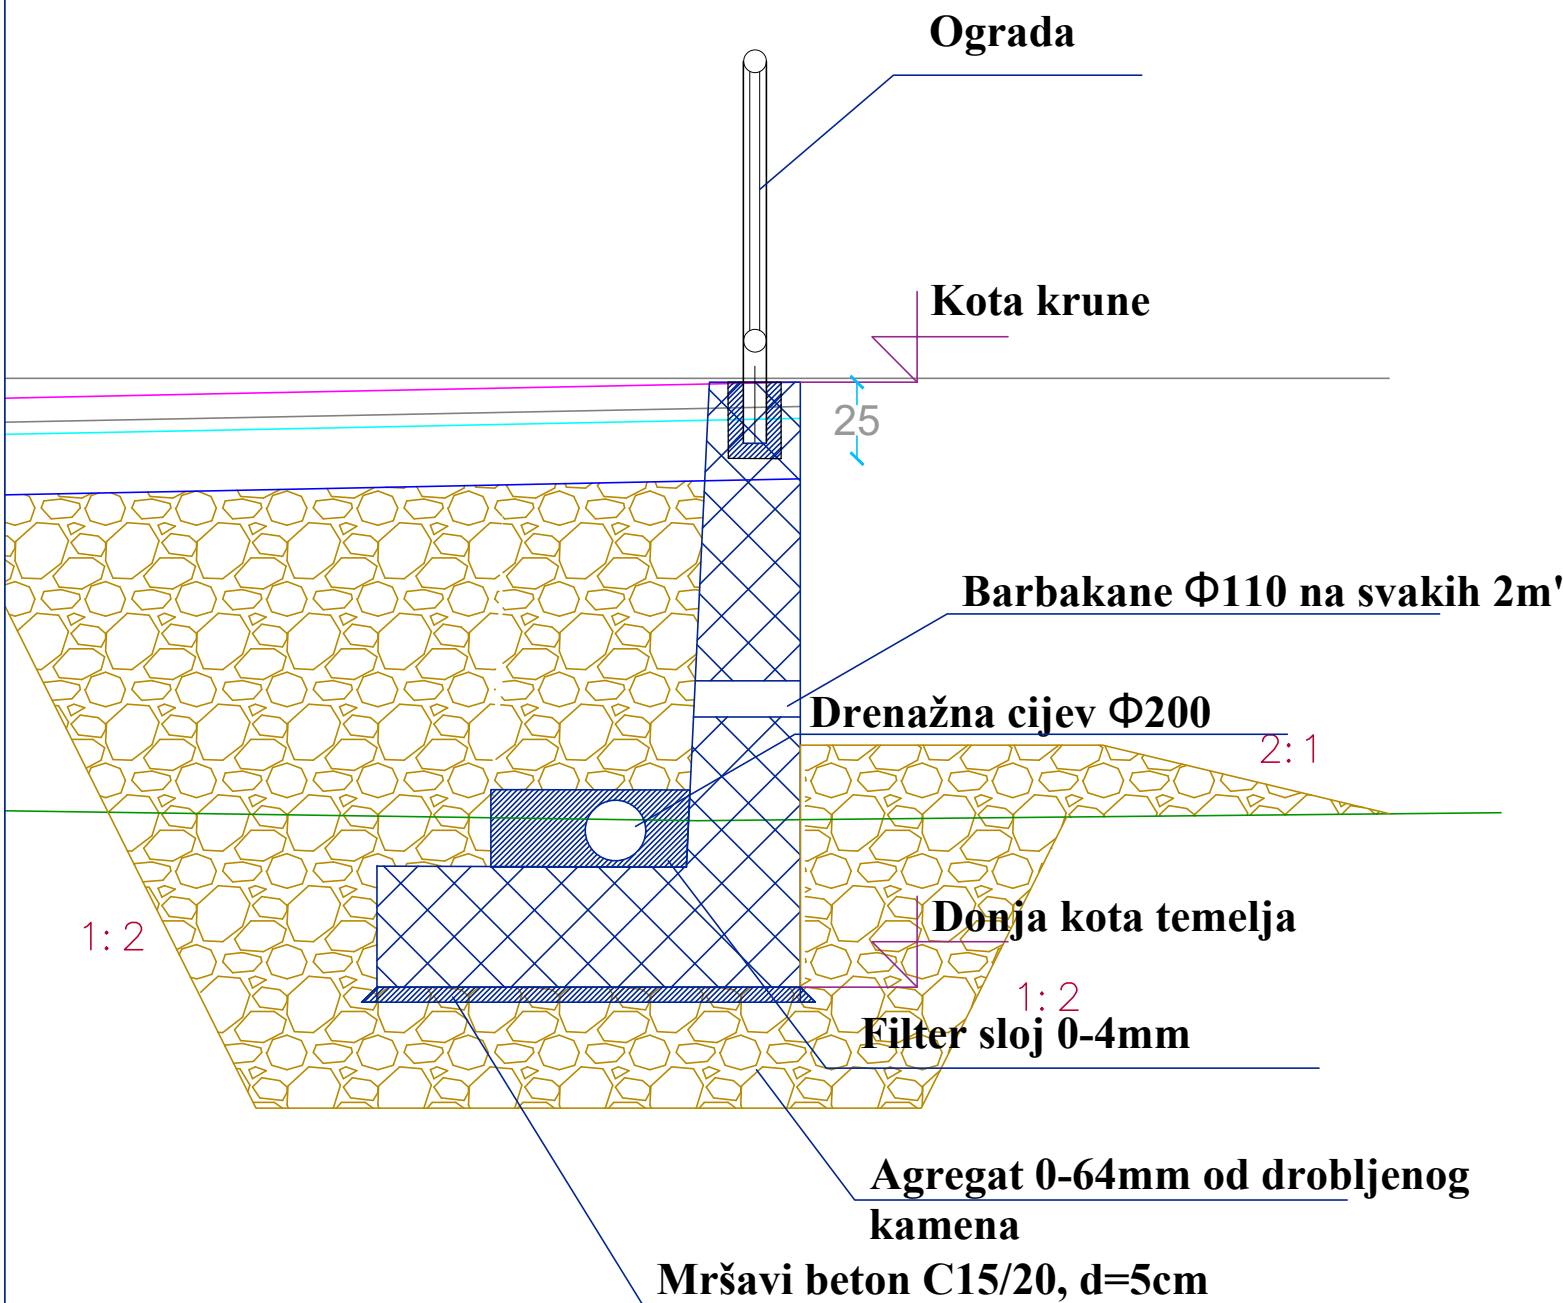 Ograda
Kota krune
25
Barbakane Φ110 na svakih 2m'
Drenažna cijev Φ200
2:1
Donja kota temelja
1:2
1:2
Filter sloj 0-4mm
Agregat 0-64mm od drobljenog
kamena
Mršavi beton C15/20, d=5cm